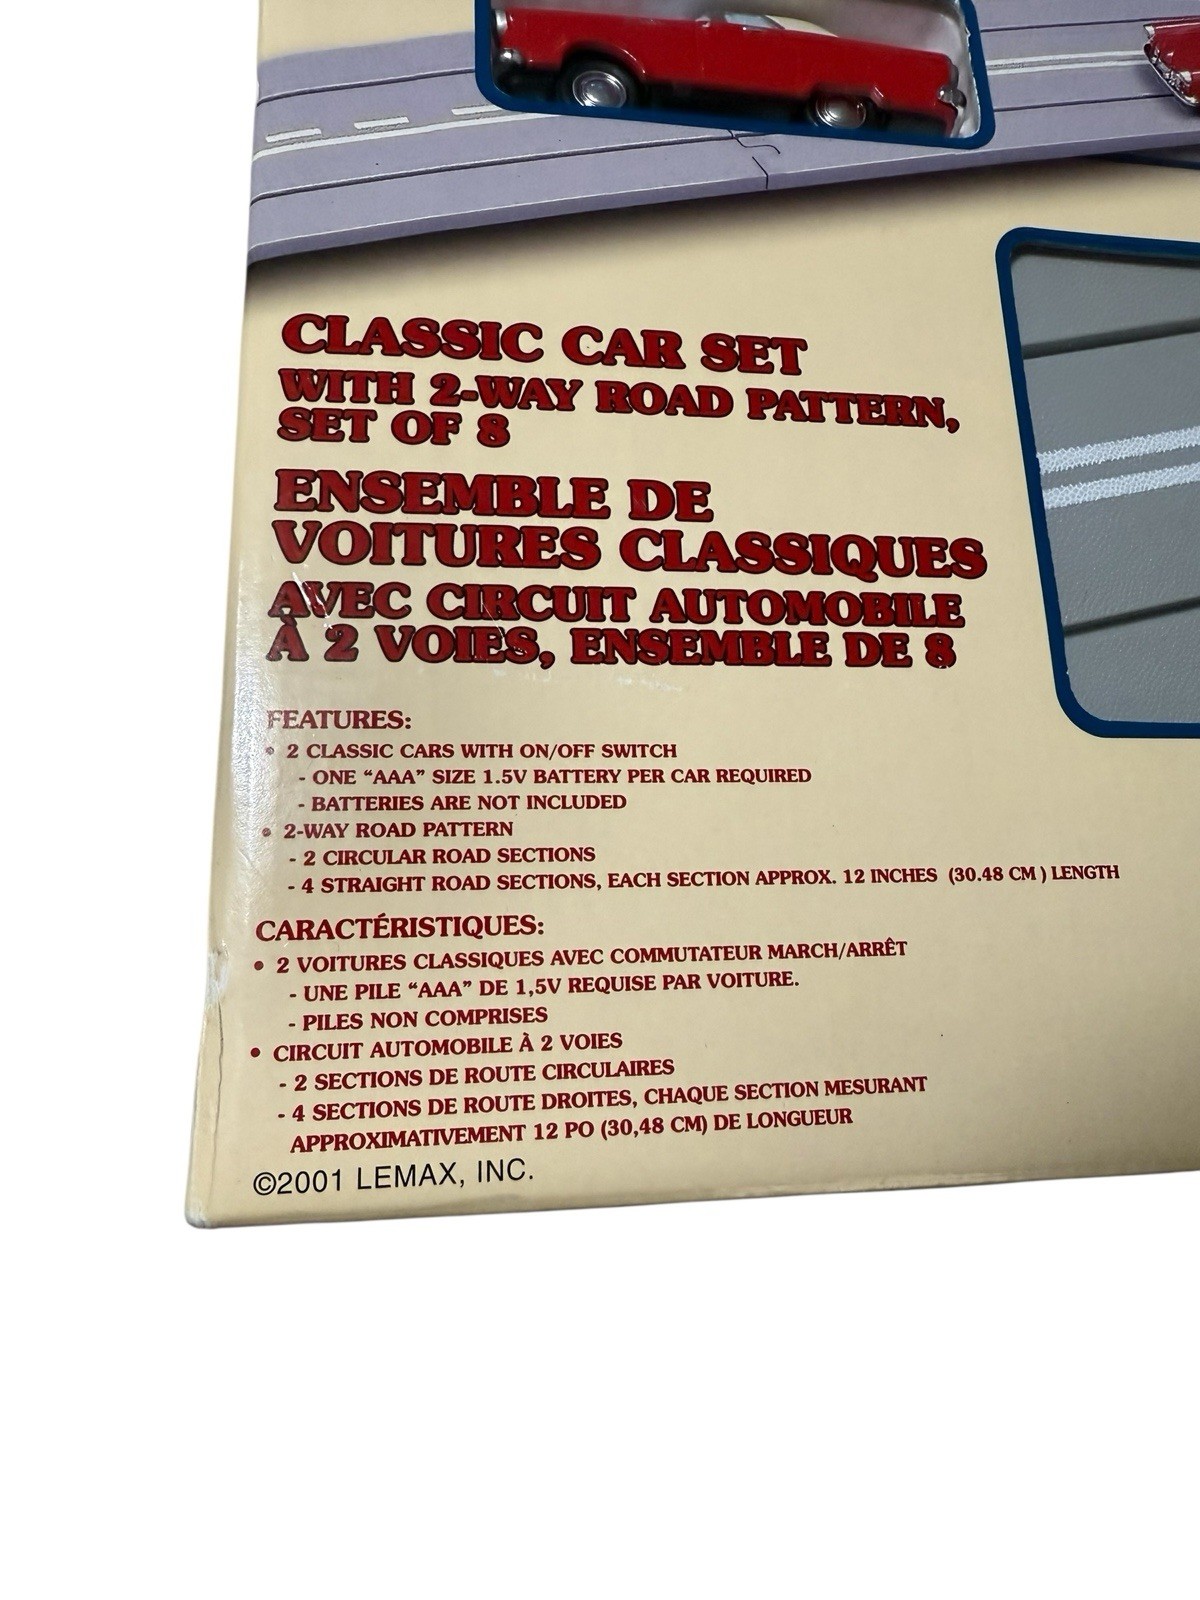 CLASSIC CAR SET
WITH 2-WAY ROAD PATTERN,
SET OF 8
ENSEMBLE DE
VOITURES CLASSIQUES
AVEC CIRCUIT AUTOMOBILE
À 2 VOIES, ENSEMBLE DE 8
FEATURES:
• 2 CLASSIC CARS WITH ON/OFF SWITCH
- ONE “AAA” SIZE 1.5V BATTERY PER CAR REQUIRED
- BATTERIES ARE NOT INCLUDED
• 2-WAY ROAD PATTERN
- 2 CIRCULAR ROAD SECTIONS
- 4 STRAIGHT ROAD SECTIONS, EACH SECTION APPROX. 12 INCHES (30.48 CM ) LENGTH
CARACTÉRISTIQUES:
• 2 VOITURES CLASSIQUES AVEC COMMUTATEUR MARCH/ARRÊT
- UNE PILE “AAA” DE 1,5V REQUISE PAR VOITURE.
- PILES NON COMPRISES
• CIRCUIT AUTOMOBILE À 2 VOIES
- 2 SECTIONS DE ROUTE CIRCULAIRES
- 4 SECTIONS DE ROUTE DROITES, CHAQUE SECTION MESURANT
APPROXIMATIVEMENT 12 PO (30,48 CM) DE LONGUEUR
©2001 LEMAX, INC.